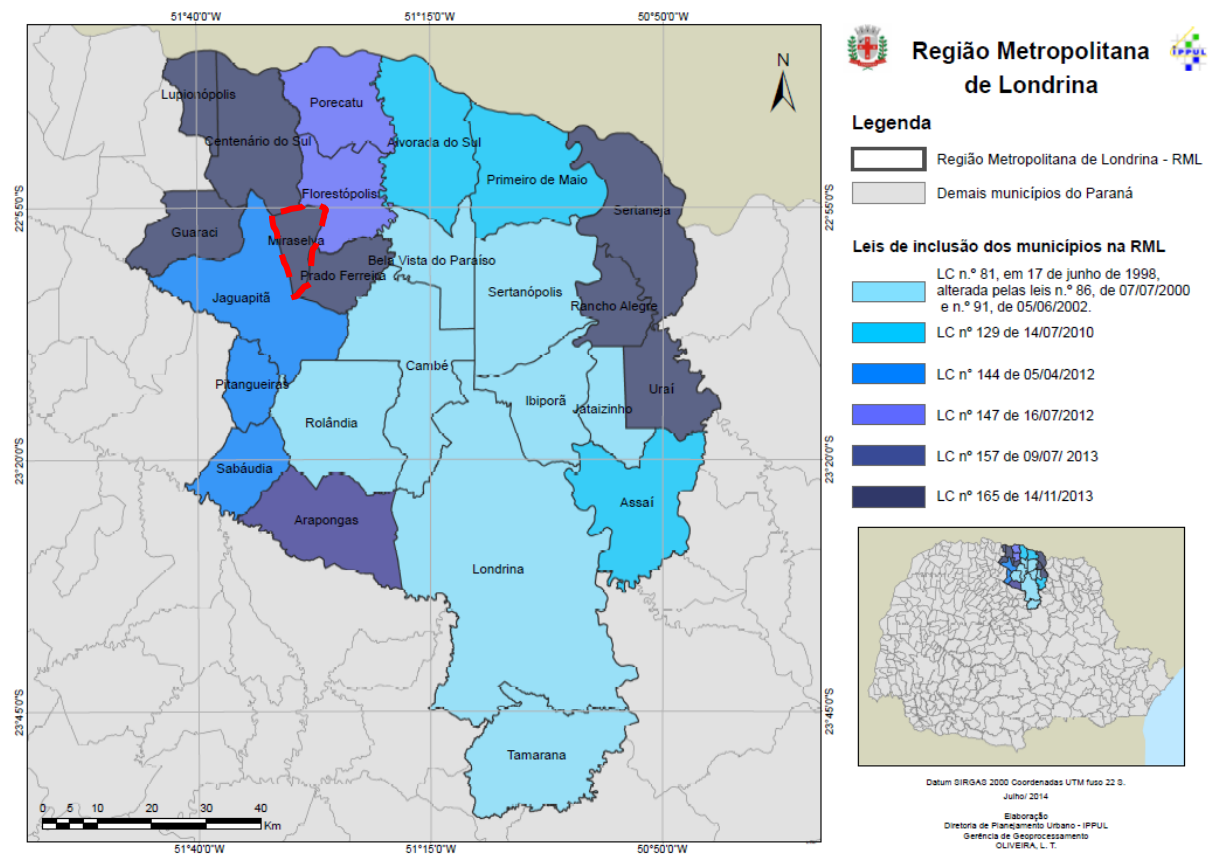 51°40'0"W
51°15'0"W
50°50'0"W
22°55'0"S
23°20'0"S
23°45'0"S
N
Lupionópolis
Porecatu
Centenário do Sul
Alvorada do Sul
Primeiro de Maio
Florestópolis
Sertaneja
Guaraci
Miraselva
Bela Vista do Paraíso
Prado Ferreira
Jaguapitã
Sertanópolis
Rancho Alegre
Cambé
Pitangueiras
Uraí
Ibiporã
Jataizinho
Rolândia
Sabáudia
Assaí
Arapongas
Londrina
Tamarana
0 5 10 20 30 40
Km
22°55'0"S
23°20'0"S
23°45'0"S
51°40'0"W
51°15'0"W
50°50'0"W
Região Metropolitana
de Londrina
IPPUL
Legenda
Região Metropolitana de Londrina - RML
Demais municípios do Paraná
Leis de inclusão dos municípios na RML
LC n.º 81, em 17 de junho de 1998,
alterada pelas leis n.º 86, de 07/07/2000
e n.º 91, de 05/06/2002.
LC nº 129 de 14/07/2010
LC n° 144 de 05/04/2012
LC nº 147 de 16/07/2012
LC nº 157 de 09/07/ 2013
LC nº 165 de 14/11/2013
Datum SIRGAS 2000 Coordenadas UTM fuso 22 S.
Julho/ 2014
Elaboração
Diretoria de Planejamento Urbano - IPPUL
Gerência de Geoprocessamento
OLIVEIRA, L. T.